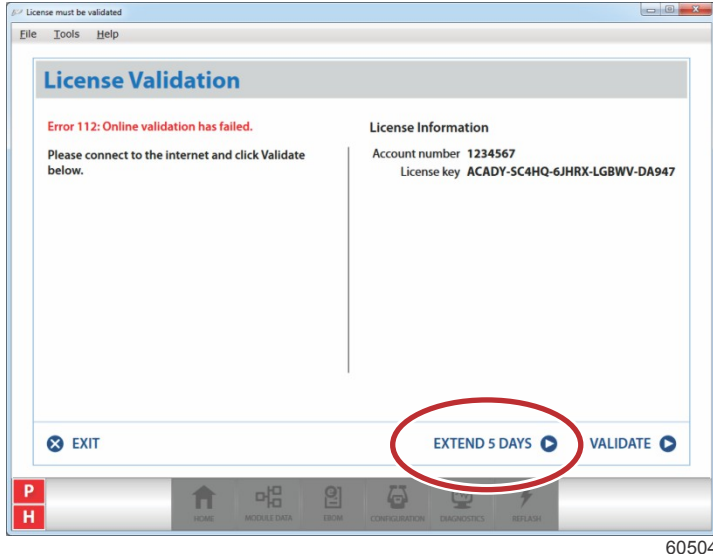 License must be validated
File Tools Help
License Validation
Error 112: Online validation has failed.
Please connect to the internet and click Validate
below.
License Information
Account number 1234567
License key ACADY-SC4HQ-6JHRX-LGBWV-DA947
EXIT
EXTEND 5 DAYS
VALIDATE
P
H
HOME
MODULE DATA
EROM
CONFIGURATION
DIAGNOSTICS
REFLASH
60504